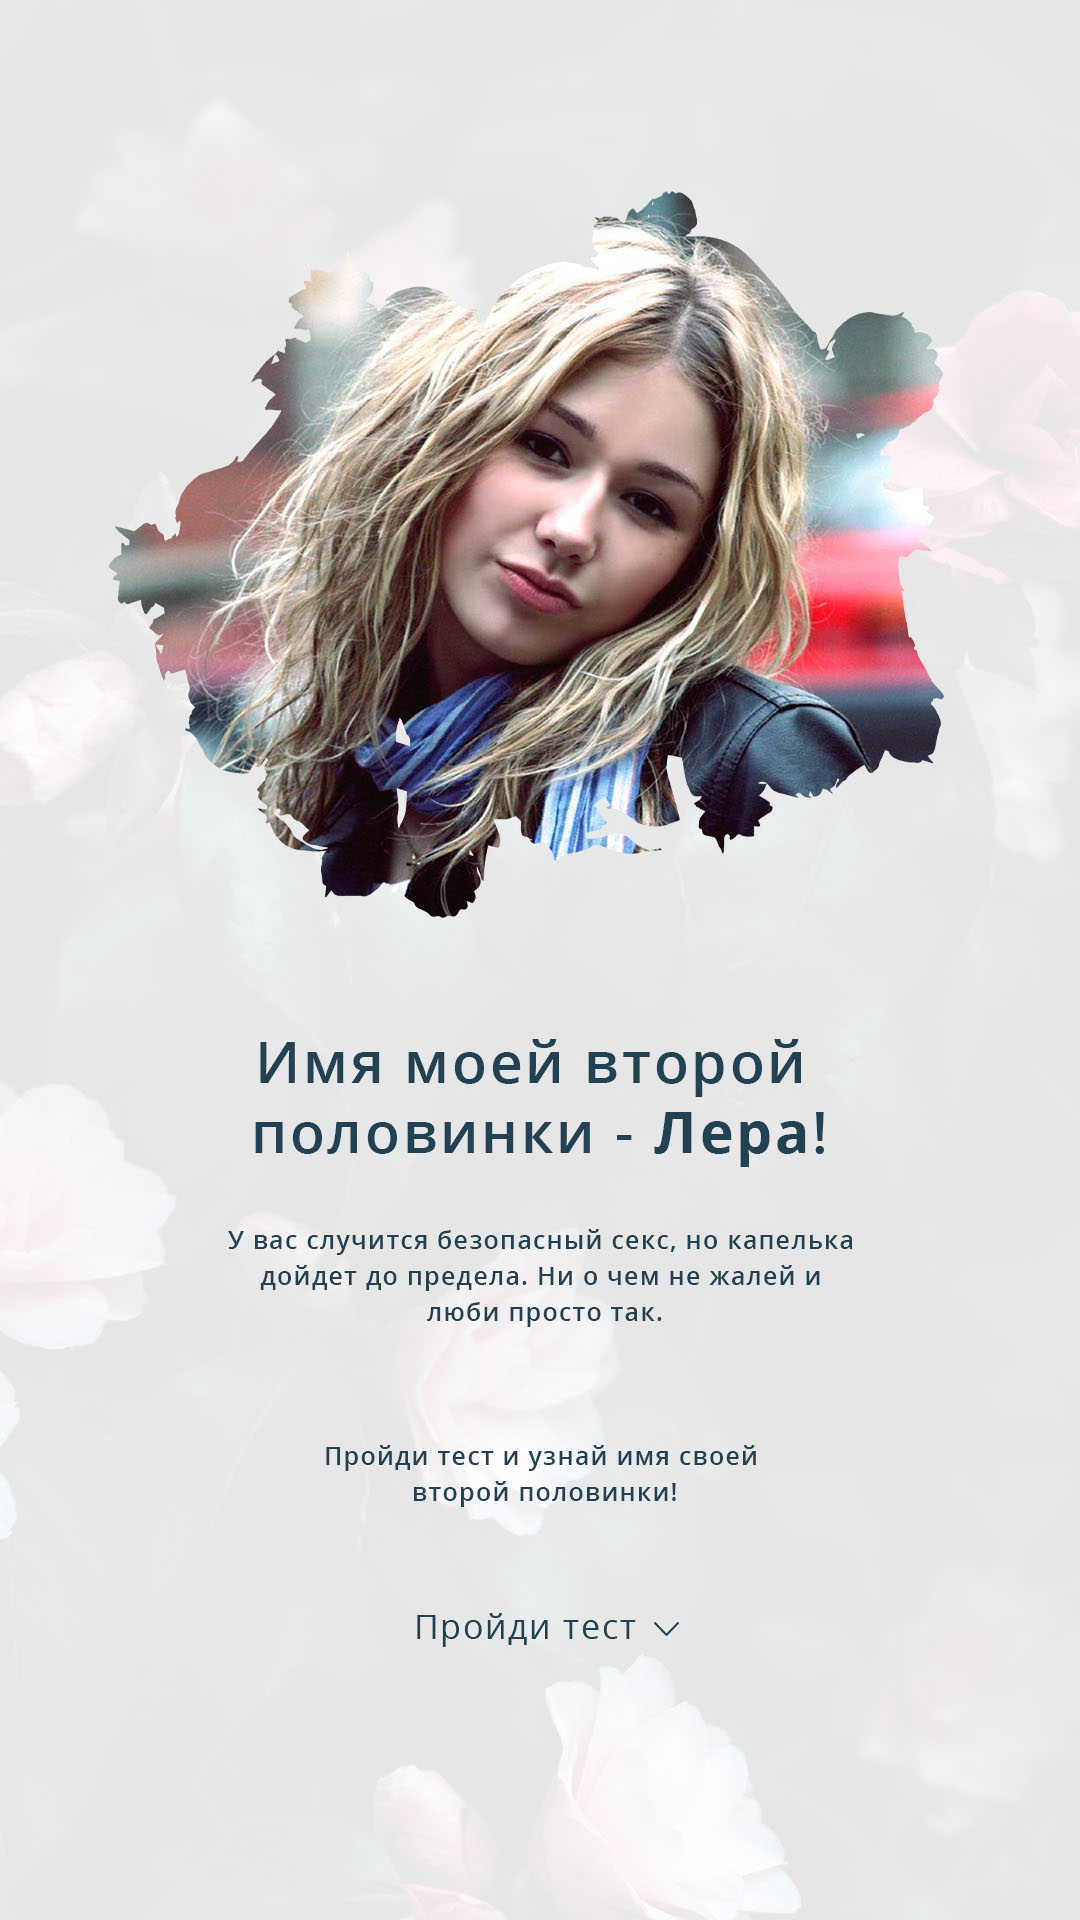 Имя моей второй
половинки - Лера!
У вас случится безопасный секс, но капелька
дойдет до предела. Ни о чем не жалей и
люби просто так.
Пройди тест и узнай имя своей
второй половинки!
Пройди тест